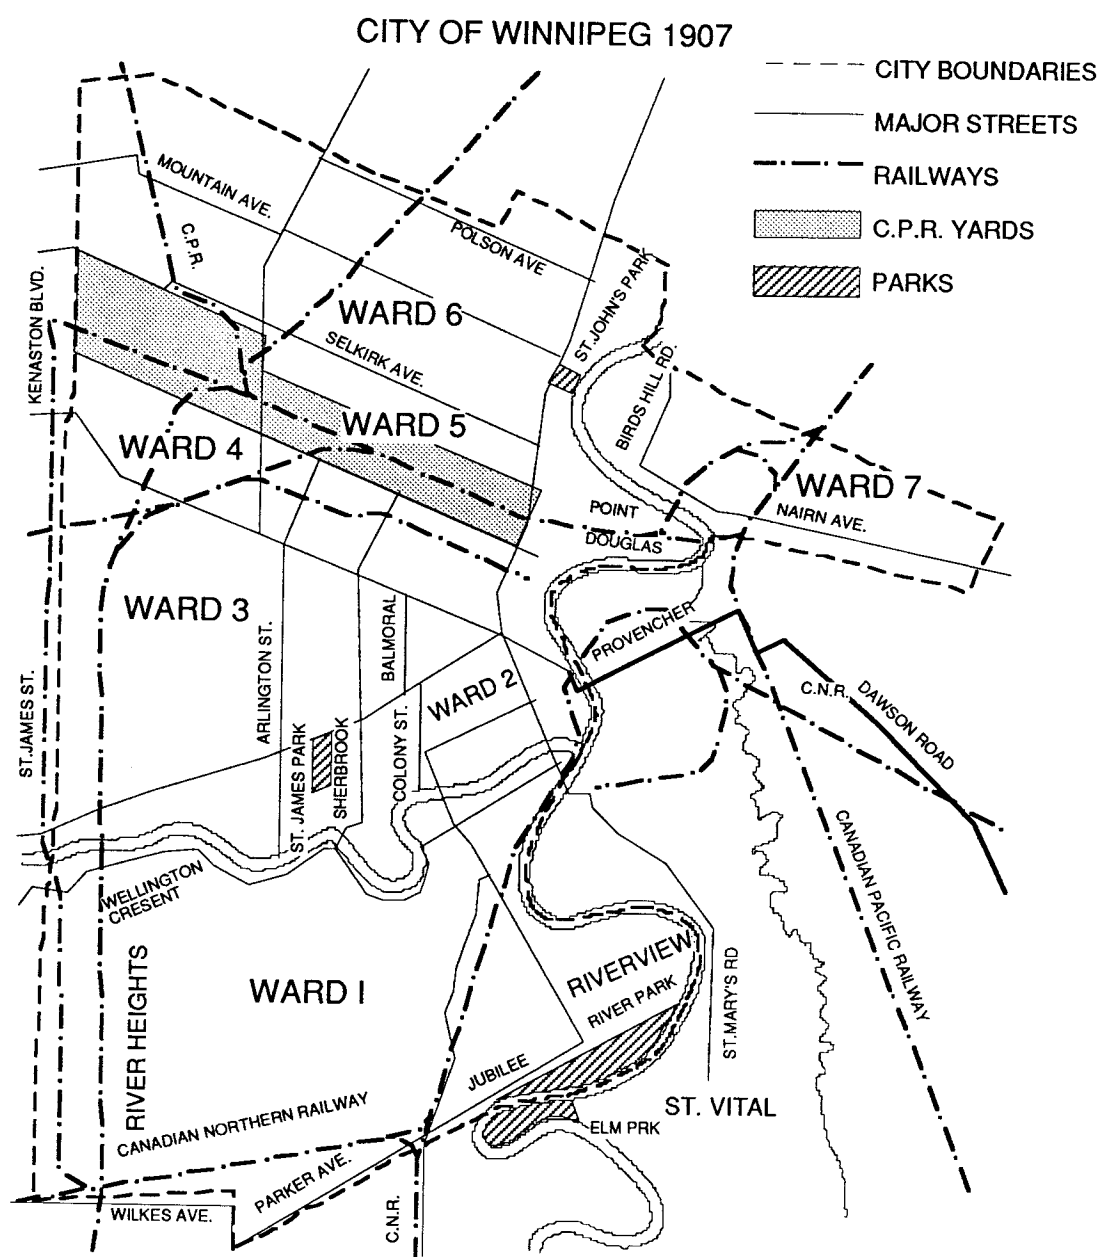 CITY OF WINNIPEG 1907
CITY BOUNDARIES
MAJOR STREETS
RAILWAYS
C.P.R. YARDS
PARKS
MOUNTAIN AVE.
C.P.R.
POLSON AVE
ST.JOHN'S PARK
KENASTON BLVD.
WARD 6
SELKIRK AVE.
BIRDS HILL RD.
WARD 5
WARD 4
WARD 7
NAIRN AVE.
POINT
DOUGLAS
WARD 3
ARLINGTON ST.
BALMORAL
PROVENCHER
WARD 2
C.N.R.
DAWSON ROAD
ST.JAMES ST.
ST. JAMES PARK
SHERBROOK
COLONY ST.
CANADIAN PACIFIC RAILWAY
WELLINGTON
CRESENT
RIVER HEIGHTS
WARD I
RIVERVIEW
RIVER PARK
ST.MARY'S RD
JUBILEE
ST. VITAL
ELM PRK
CANADIAN NORTHERN RAILWAY
PARKER AVE.
WILKES AVE.
C.N.R.